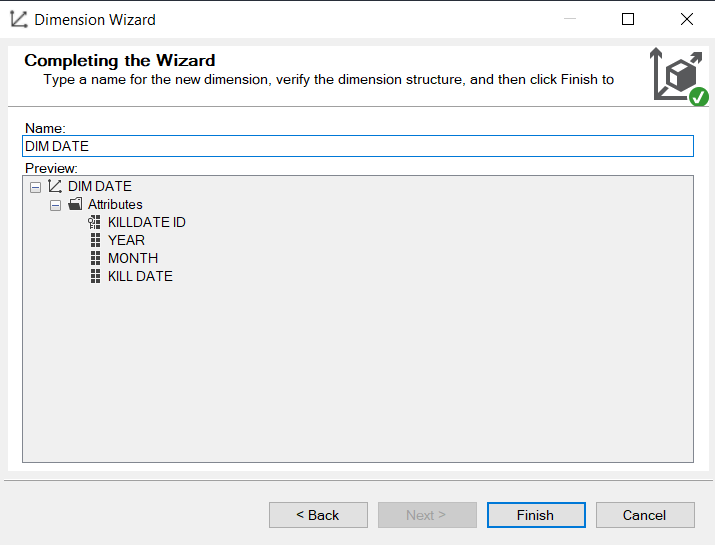 Dimension Wizard
Completing the Wizard
Type a name for the new dimension, verify the dimension structure, and then click Finish to
Name:
DIM DATE
Preview:
DIM DATE
Attributes
KILLDATE ID
YEAR
MONTH
KILL DATE
< Back
Next >
Finish
Cancel